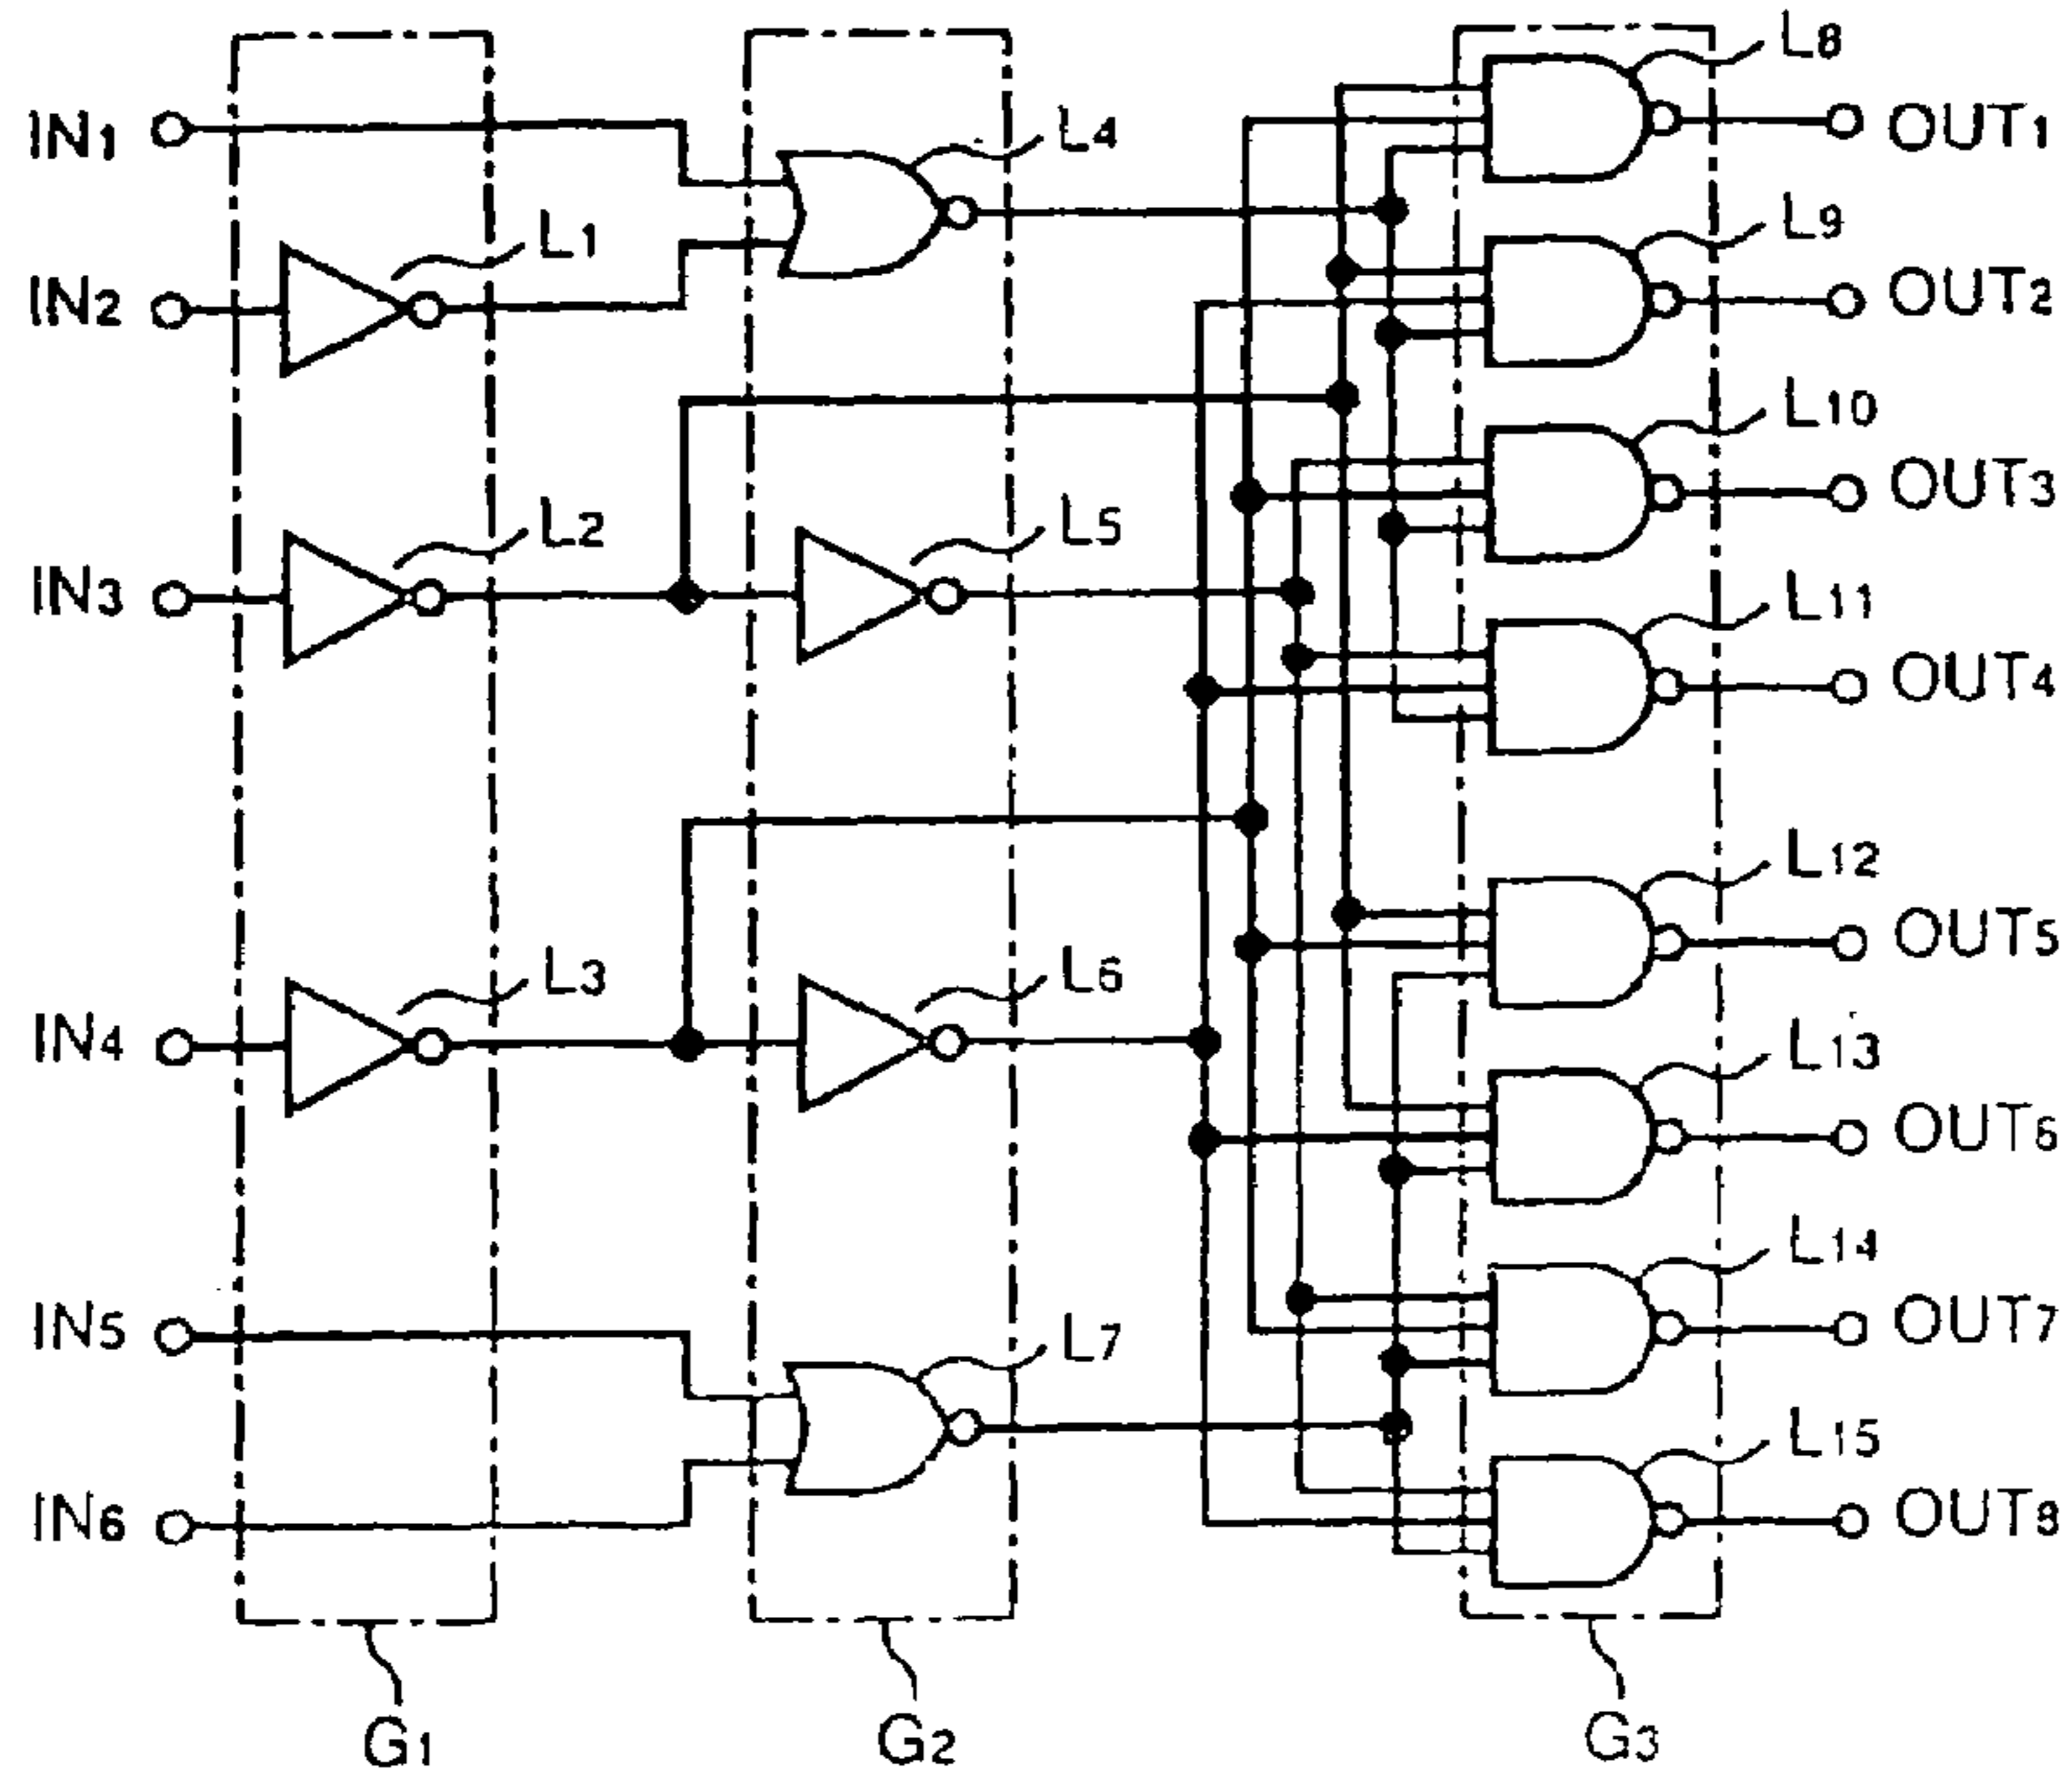 L8
IN1
L4
OUT1
L9
L1
IN2
OUT2
L10
OUT3
L2
L5
IN3
L11
OUT4
L12
OUT5
L3
L6
IN4
L13
OUT6
L14
IN5
L7
OUT7
L15
IN6
OUT8
G1
G2
G3